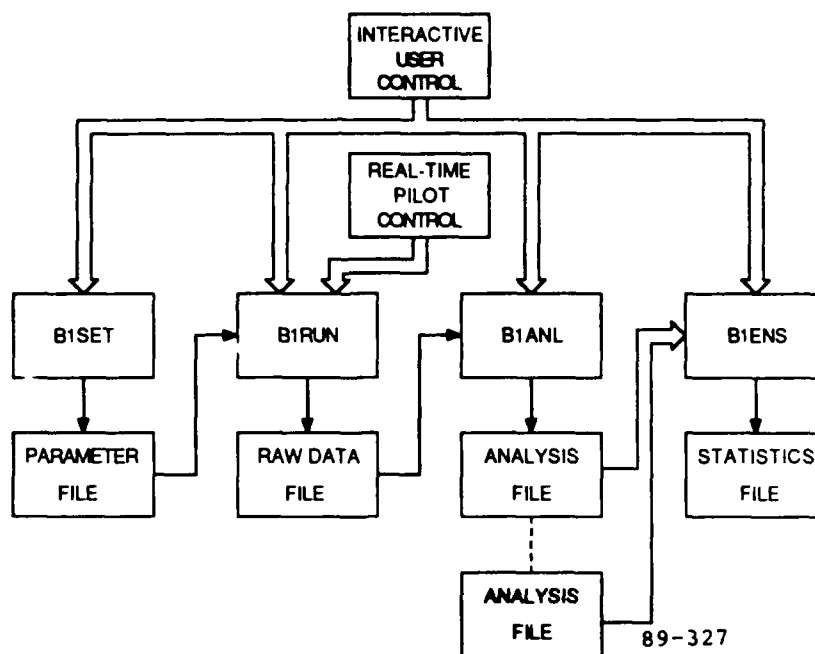 INTERACTIVE
USER
CONTROL
REAL-TIME
PILOT
CONTROL
B1SET
B1RUN
B1ANL
B1ENS
PARAMETER
FILE
RAW DATA
FILE
ANALYSIS
FILE
STATISTICS
FILE
ANALYSIS
FILE
89-327